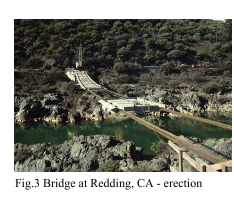 Fig.3 Bridge at Redding, CA - erection